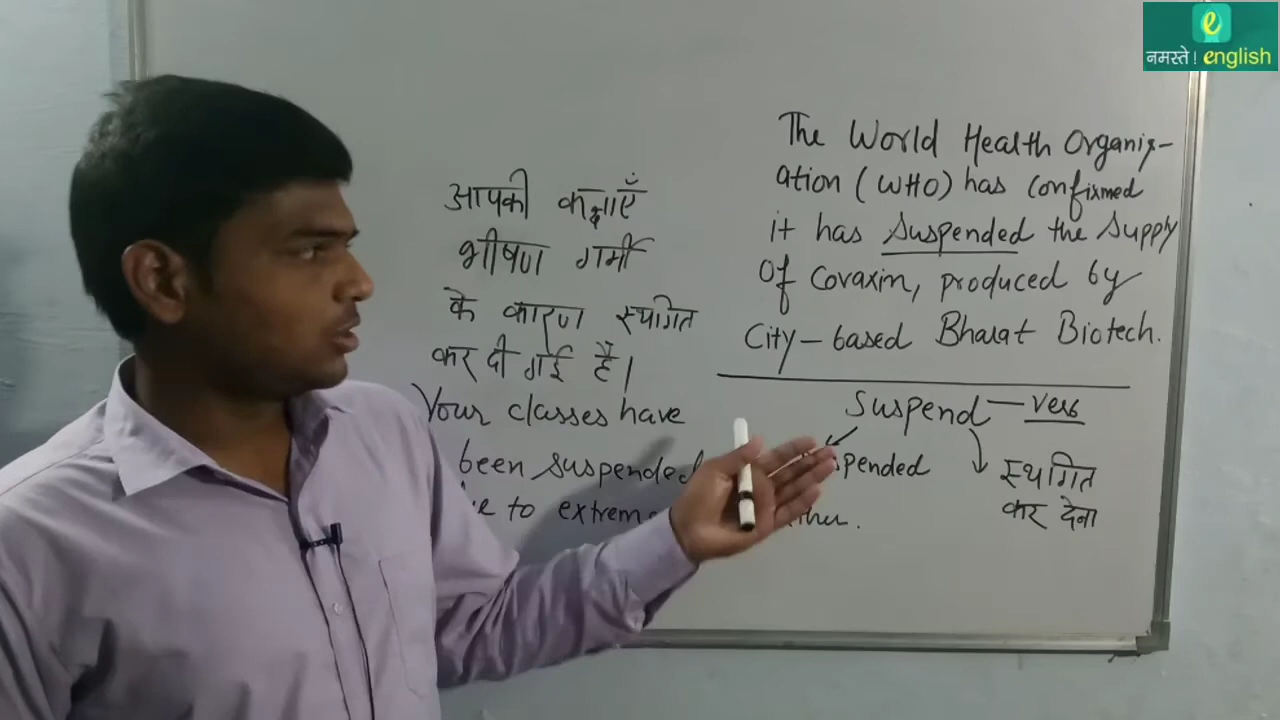 e
नमस्ते! english
आपकी कक्षाएँ
भीषण गर्मी
के कारण स्थगित
कर दी गई हैं।
Your classes have
been suspended
to extreme
The World Health Organiz-
ation (WHO) has confirmed
it has suspended the supply
Of Covaxin, produced by
City-based Bharat Biotech.
Suspend — verb
spended
स्थगित
कर देना